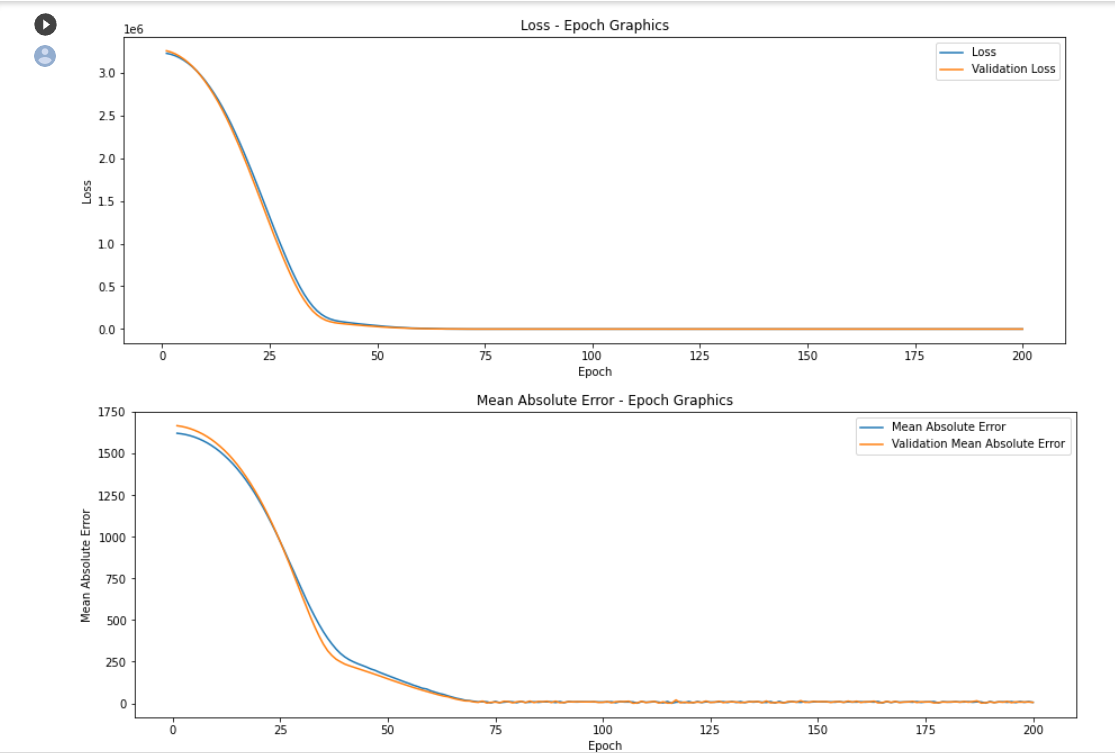 Loss - Epoch Graphics
1e6
Loss
Validation Loss
3.0
2.5
2.0
1.5
1.0
0.5
0.0
Loss
0 25 50 75 100 125 150 175 200
Epoch
Mean Absolute Error - Epoch Graphics
Mean Absolute Error
Validation Mean Absolute Error
1750
1500
1250
1000
750
500
250
0
Mean Absolute Error
0 25 50 75 100 125 150 175 200
Epoch